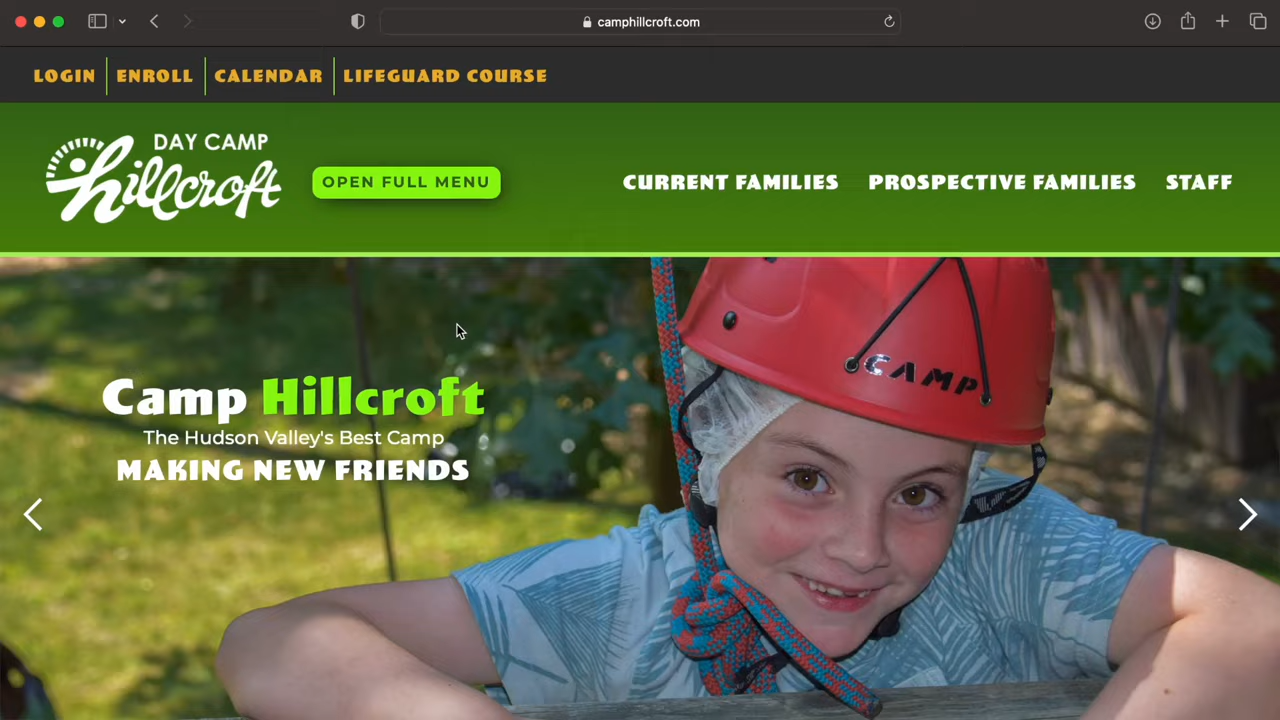 camphillcroft.com
LOGIN
ENROLL
CALENDAR
LIFEGUARD COURSE
DAY CAMP
hillcroft
OPEN FULL MENU
CURRENT FAMILIES
PROSPECTIVE FAMILIES
STAFF
Camp Hillcroft
The Hudson Valley's Best Camp
MAKING NEW FRIENDS
CAMP